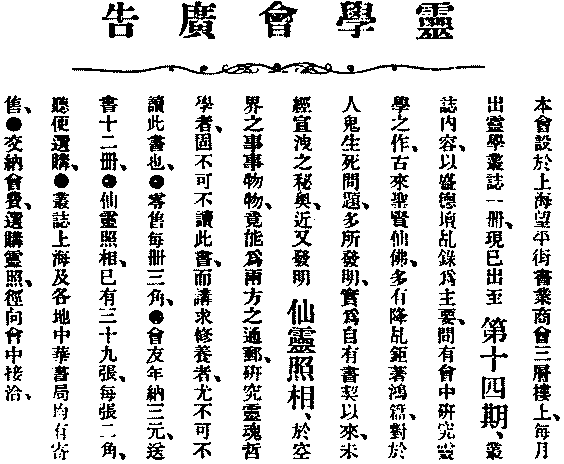 靈學會廣告
本會設於上海望平街書業商會三層樓上、每月
出靈學叢誌一冊、現已出至第十四期、叢
誌內容、以盛德壇乩錄爲主要、間有會中研究靈
學之作、古來聖賢仙佛、多有降乩鉅著鴻篇、對於
人鬼生死問題、多所發明、實爲自有書契以來、未
經宣洩之秘奧、近又發明仙靈照相、於空
界之事事物物、竟能爲兩方之通郵、研究靈魂哲
學者、固不可不讀此書、而講求修養者、尤不可不
讀此書也、●零售每冊三角、●會友年納三元、送
書十二冊、●仙靈照相已有三十九張、每張二角、
聽便選購、●叢誌上海及各地中華書局均有寄
售、●交納會費、選購靈照、徑向會中接洽、